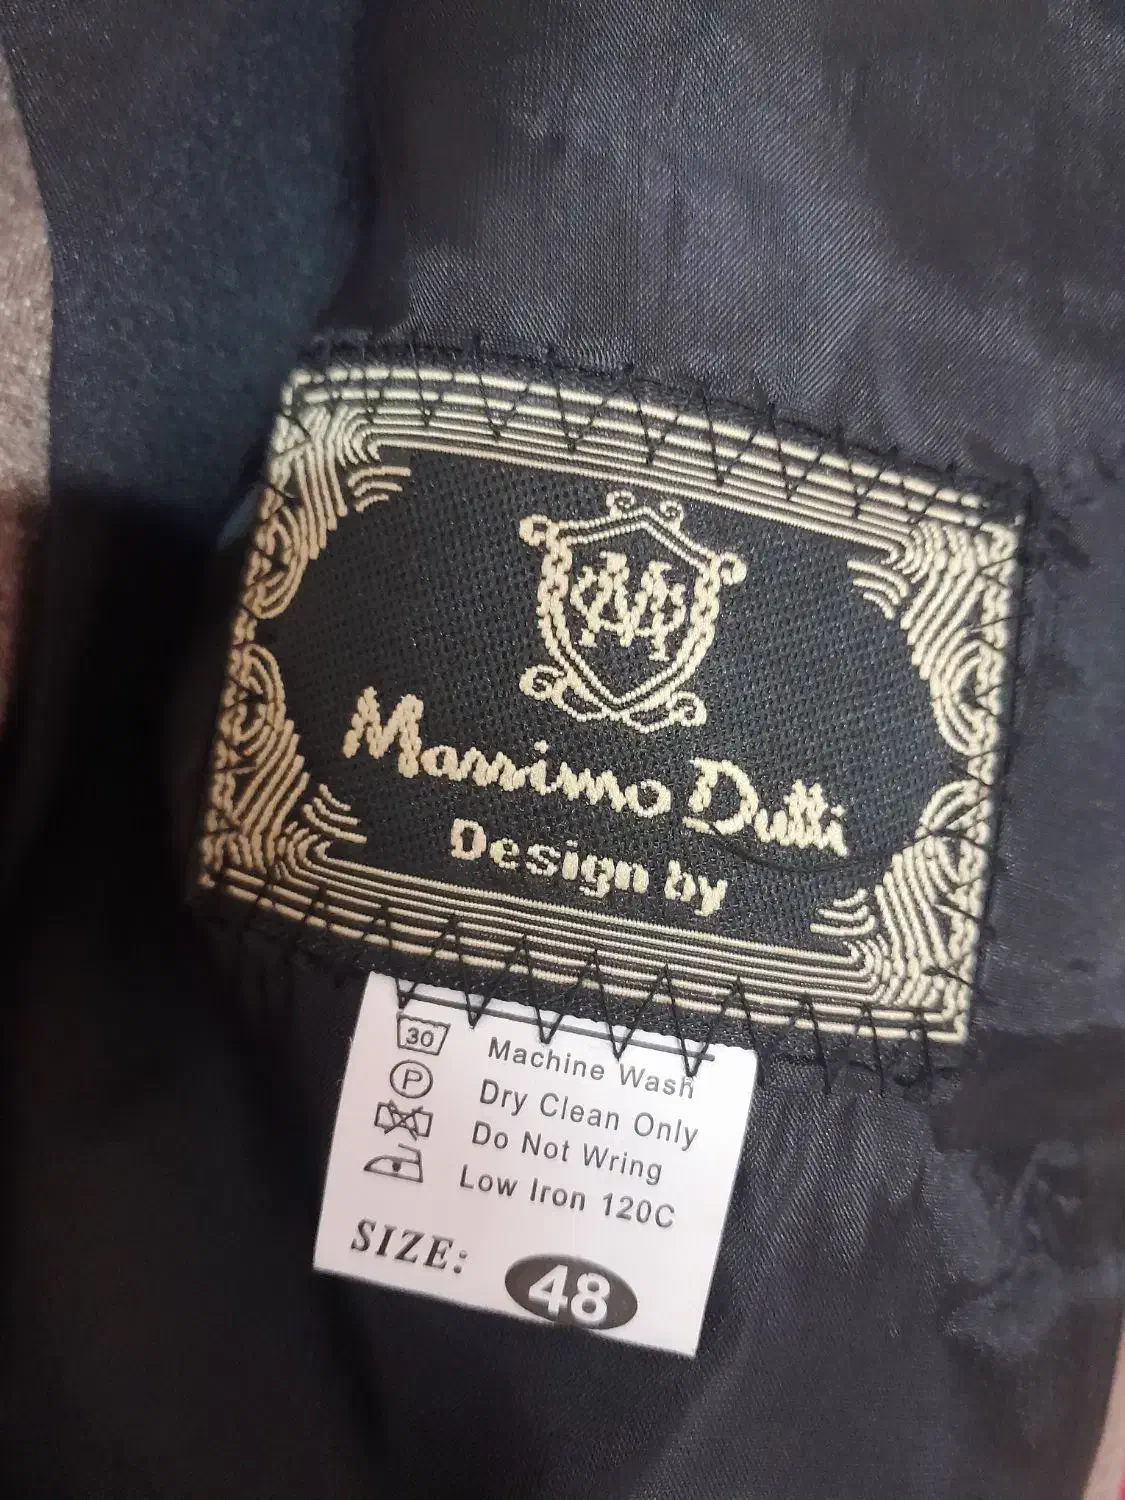 Massimo Dutti
Design by
30 Machine Wash
P Dry Clean Only
Do Not Wring
Low Iron 120C
SIZE: 48